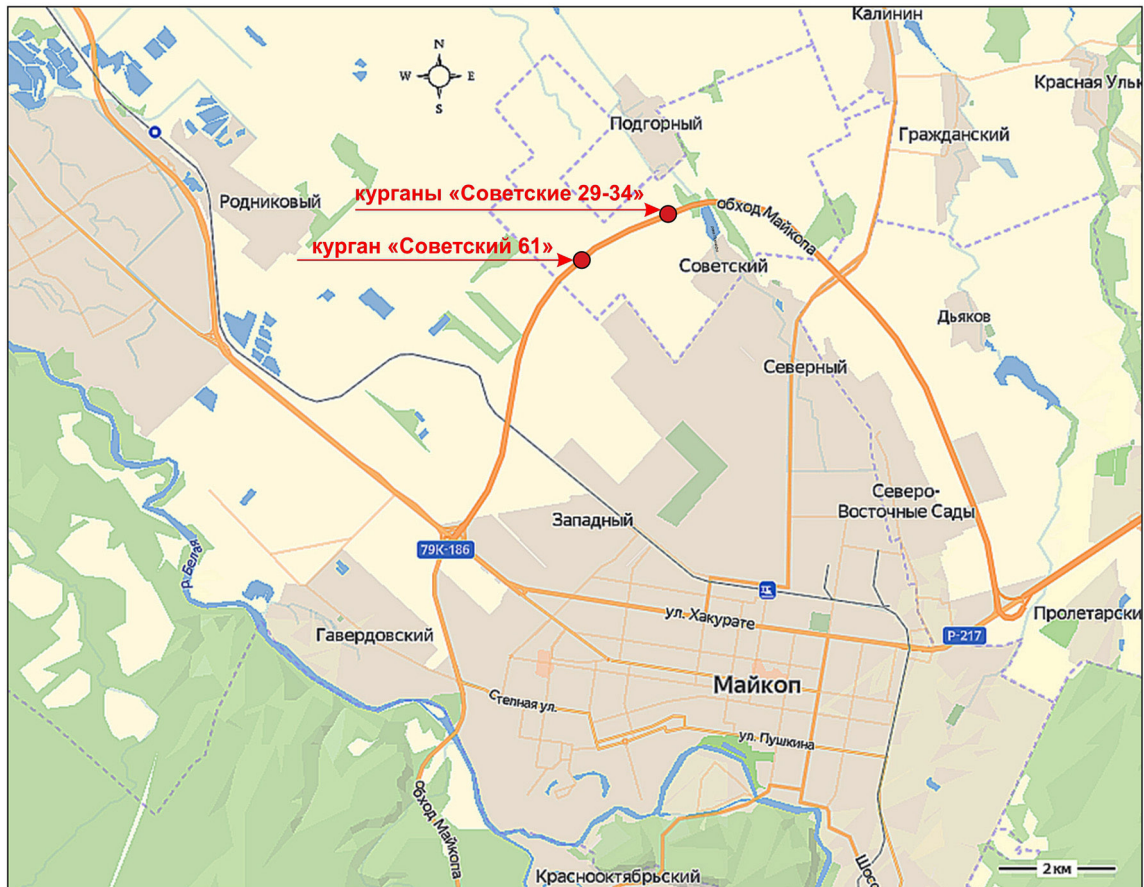 Калинин
N
W E
S
Красная Уль
Подгорный
Гражданский
курганы «Советские 29-34»
Родниковый
обход Майкопа
курган «Советский 61»
Советский
Дьяков
Северный
Северо-
Восточные Сады
Западный
79К-186
р. Белая
ул. Хакурате
Пролетарски
Гавердовский
Р-217
Майкоп
Степная ул.
ул. Пушкина
обход Майкопа
Шосс
Краснооктябрьский
2 км